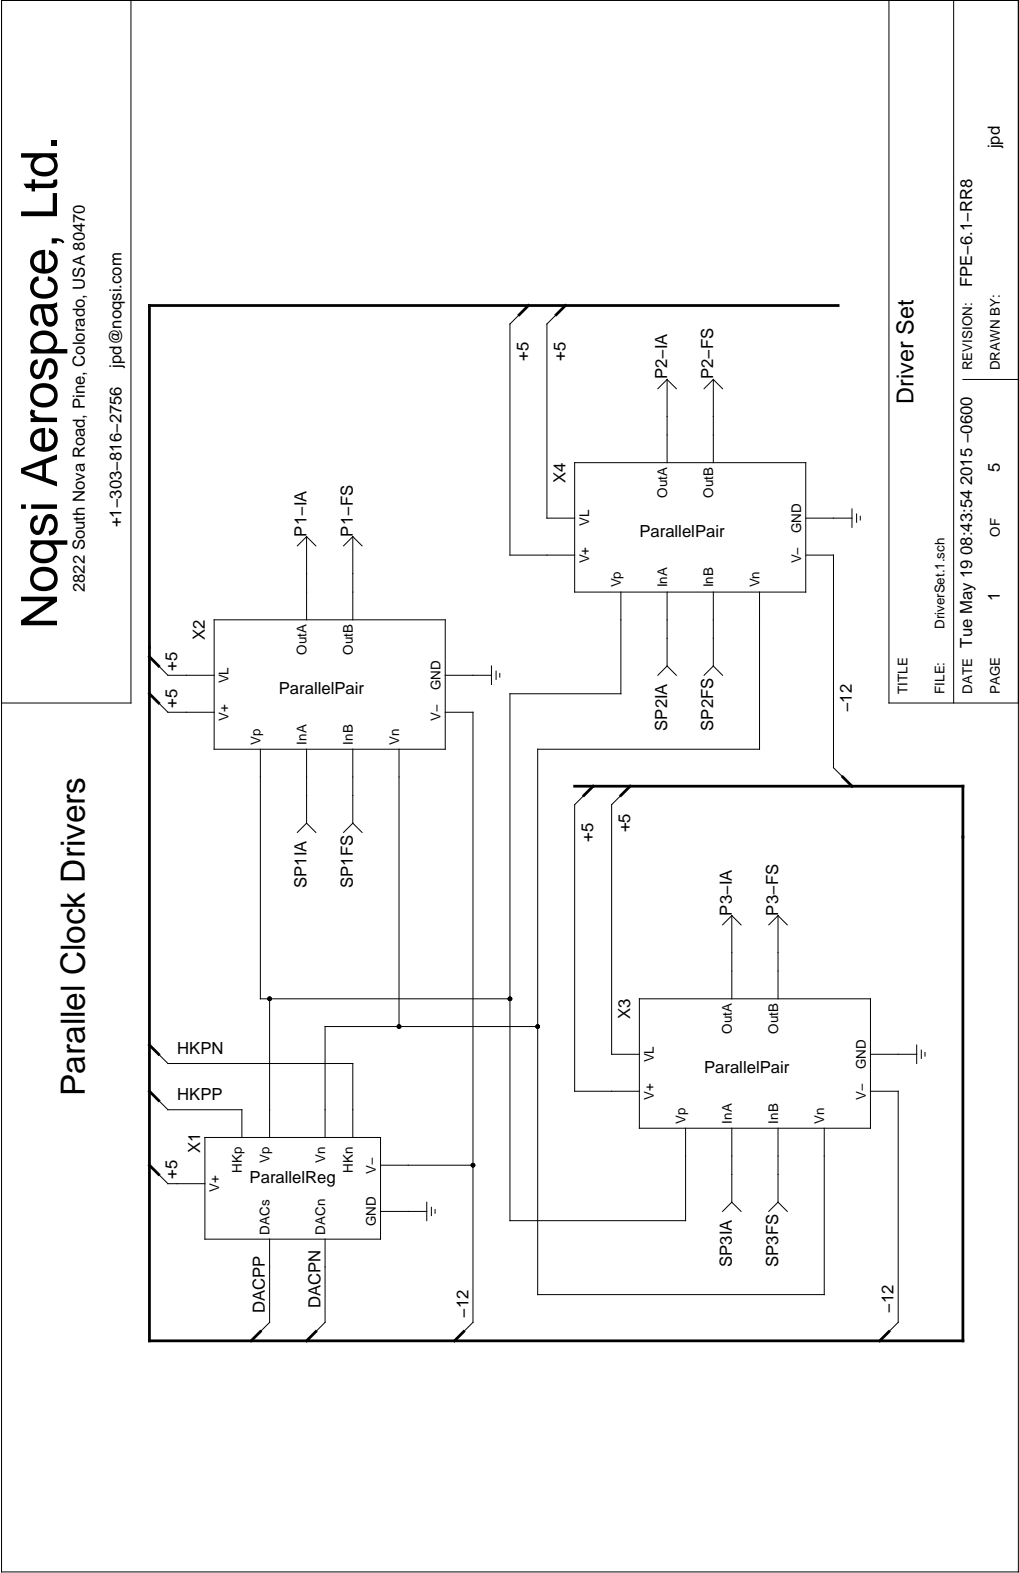 Parallel Clock Drivers
Noqsi Aerospace, Ltd.
2822 South Nova Road, Pine, Colorado, USA 80470
+1−303−816−2756 jpd@noqsi.com
+5
HKPP
HKPN
X1
V+
HKp
Vp
Vn
HKn
ParallelReg
DACs
DACn
GND
V−
DACPP
DACPN
−12
+5
+5
X2
V+
VL
Vp
InA
InB
Vn
ParallelPair
OutA
OutB
V−
GND
SP1IA
SP1FS
P1−IA
P1−FS
+5
+5
X4
V+
VL
Vp
InA
InB
Vn
ParallelPair
OutA
OutB
V−
GND
SP2IA
SP2FS
P2−IA
P2−FS
−12
+5
+5
X3
V+
VL
Vp
InA
InB
Vn
ParallelPair
OutA
OutB
V−
GND
SP3IA
SP3FS
P3−IA
P3−FS
−12
TITLE
Driver Set
FILE: DriverSet.1.sch
DATE Tue May 19 08:43:54 2015 −0600
REVISION: FPE−6.1−RR8
PAGE 1 OF 5
DRAWN BY: jpd